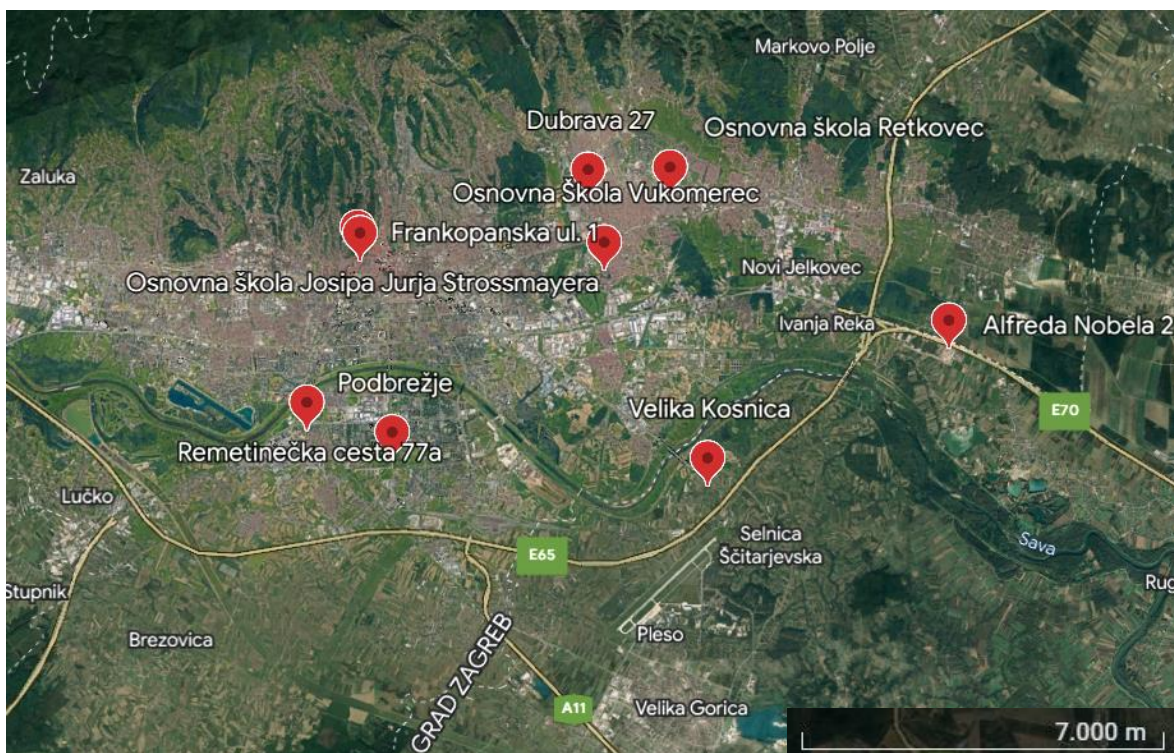 Markovo Polje
Dubrava 27
Osnovna škola Retkovec
Zaluka
Osnovna Škola Vukomerec
Frankopanska ul. 1
Novi Jelkovec
Osnovna škola Josipa Jurja Strossmayera
Ivanja Reka
Alfreda Nobela 2
Podbrežje
Velika Kosnica
E70
Remetinečka cesta 77a
Lučko
Selnica
Ščitarjevska
Sava
E65
Stupnik
Rug
Brezovica
Pleso
GRAD ZAGREB
A11
Velika Gorica
7.000 m